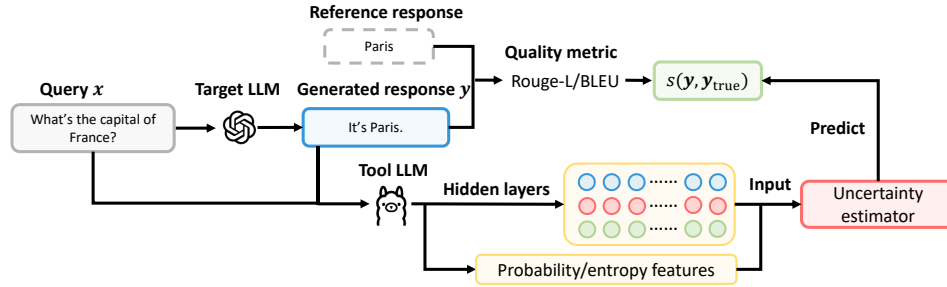 Reference response
Paris
Quality metric
Rouge-L/BLEU
s(y, y_true)
Query x
Target LLM
Generated response y
What's the capital of
France?
It's Paris.
Predict
Tool LLM
Hidden layers
......
......
......
Input
Uncertainty
estimator
Probability/entropy features